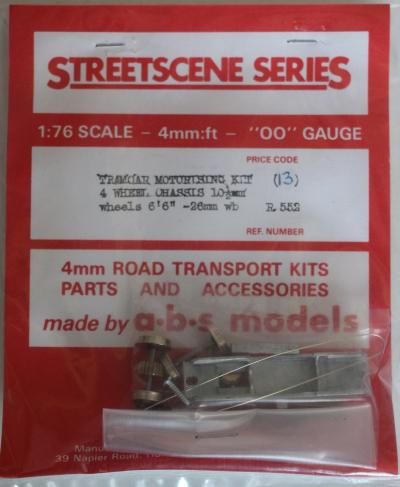 STREETSCENE SERIES
1:76 SCALE - 4mm:ft - "OO" GAUGE
PRICE CODE
TRAMCAR MOTORISING KIT (13)
4 WHEEL CHASSIS 10½mm
wheels 6'6" -26mm wb R.552
REF. NUMBER
4mm ROAD TRANSPORT KITS
PARTS AND ACCESSORIES
made by a·b·s models
39 Napier Road,